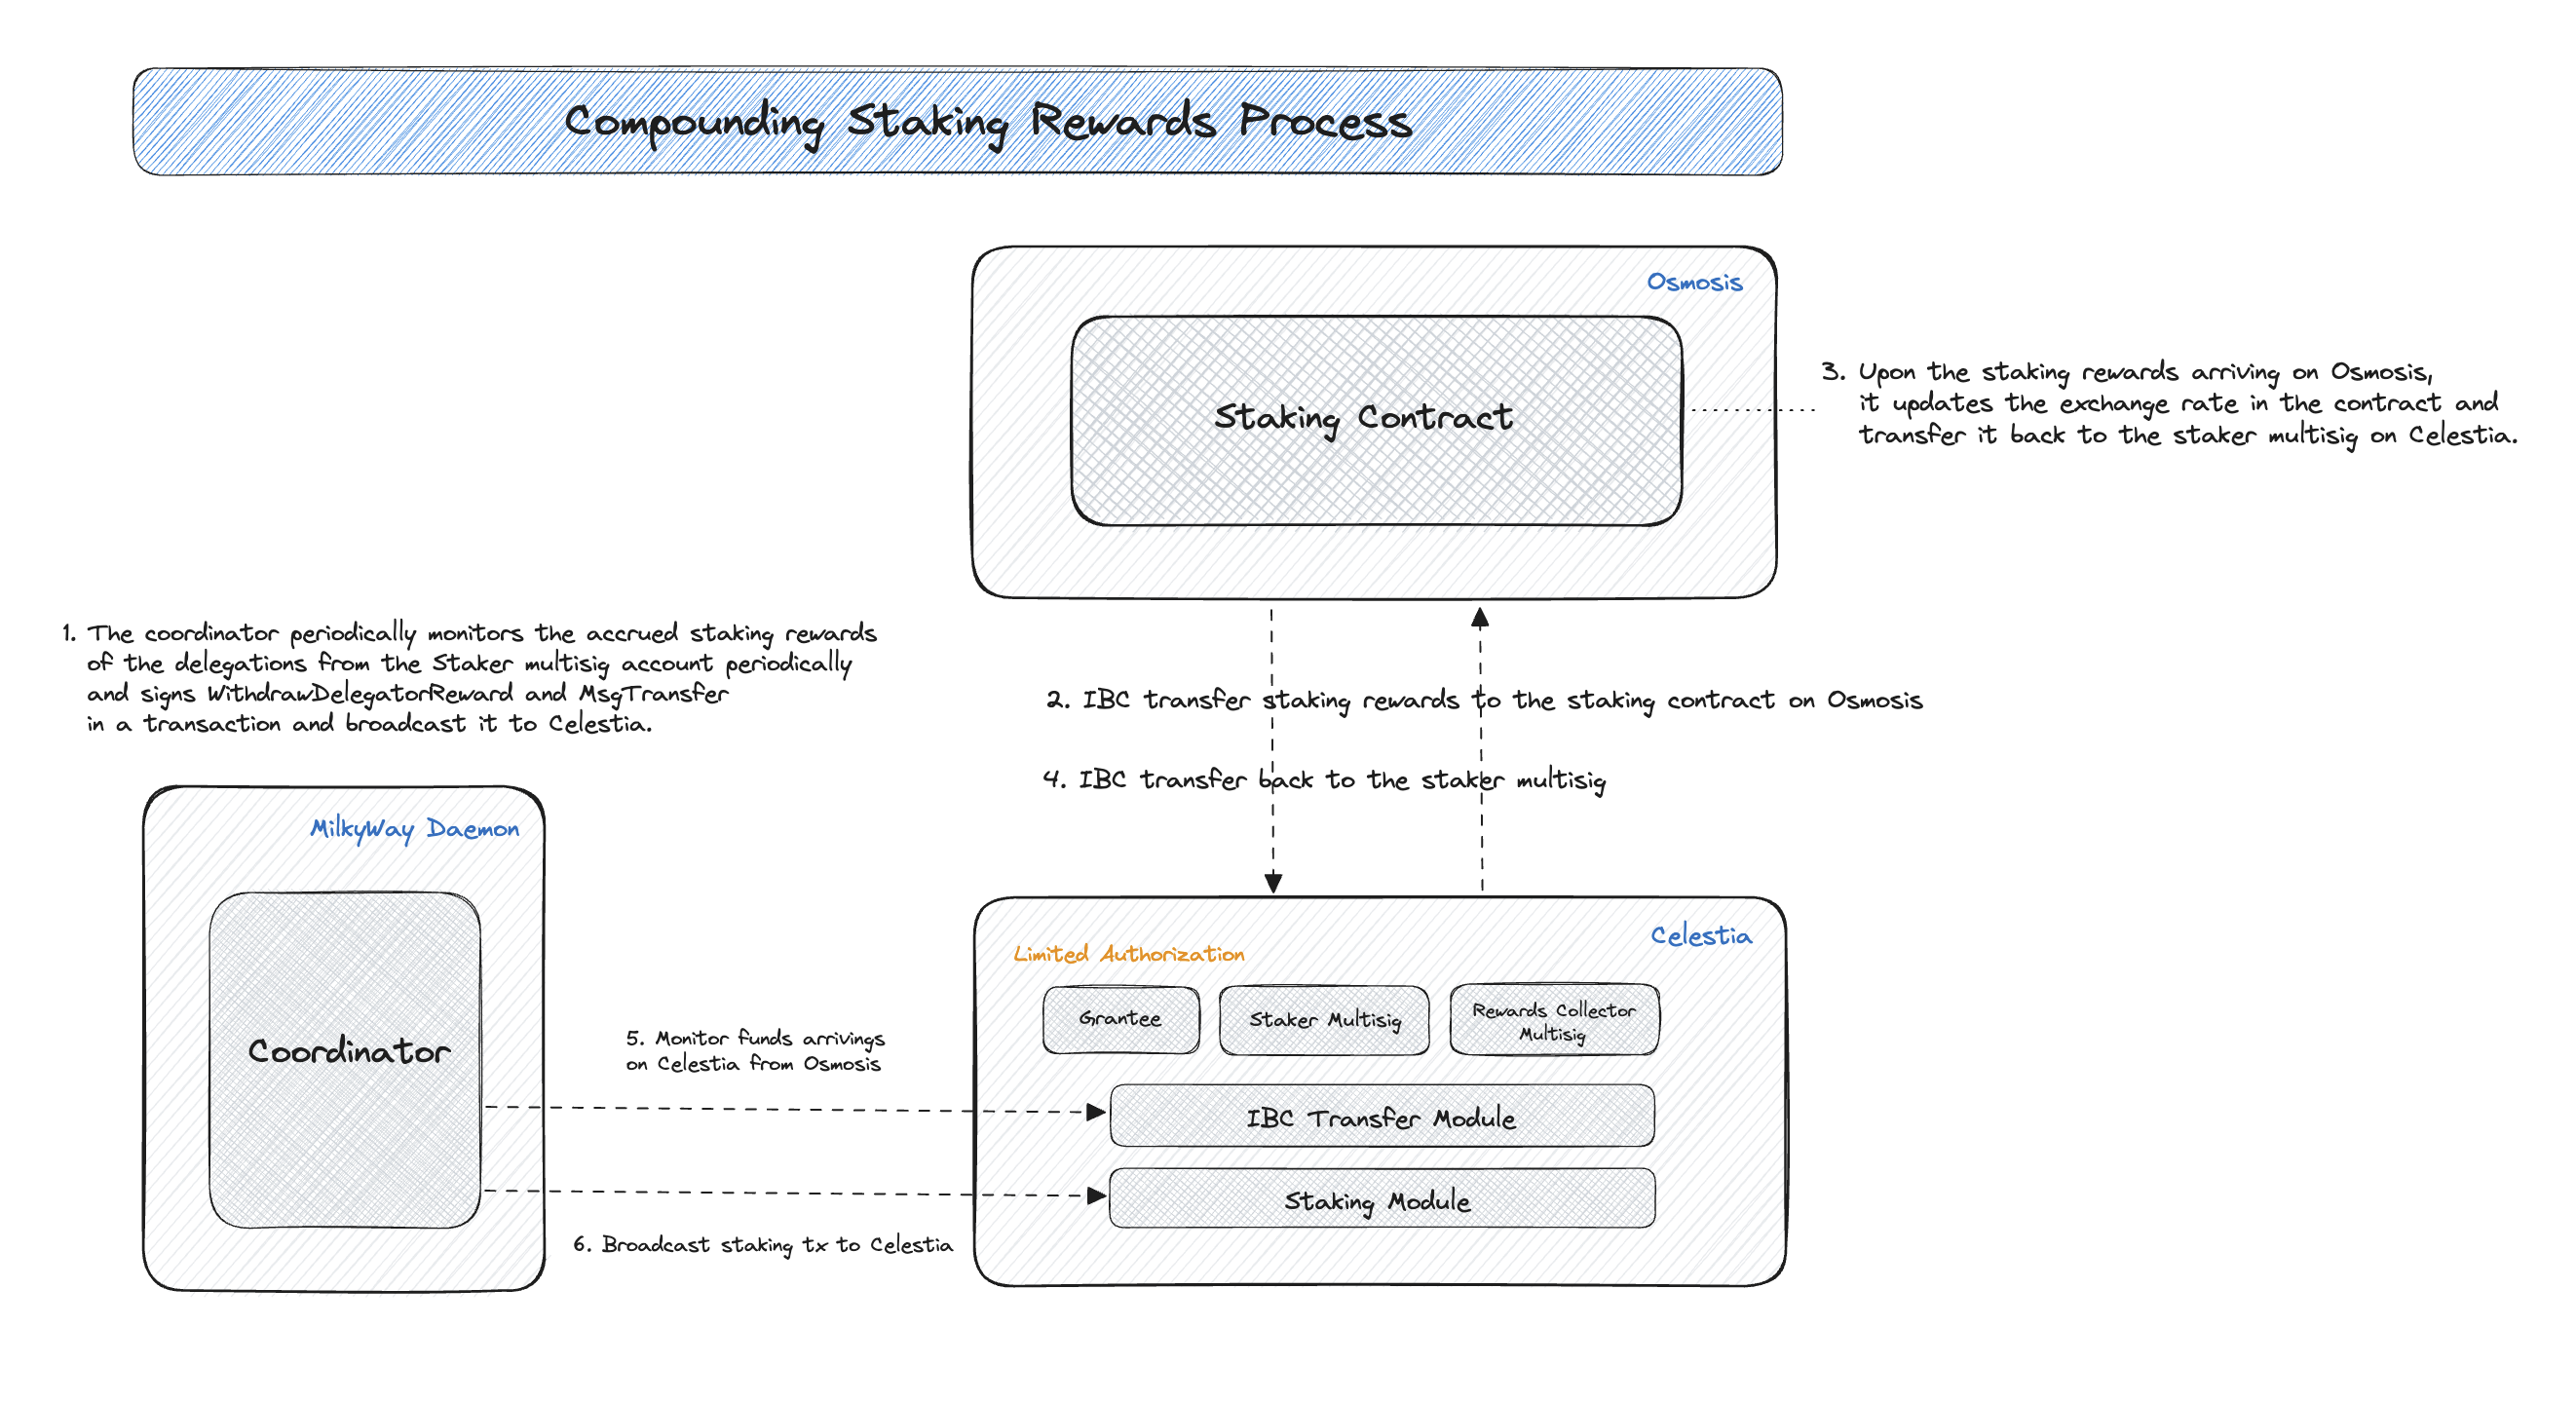 Compounding Staking Rewards Process
Osmosis
Staking Contract
3. Upon the staking rewards arriving on Osmosis,
it updates the exchange rate in the contract and
transfer it back to the staker multisig on Celestia.
1. The coordinator periodically monitors the accrued staking rewards
of the delegations from the Staker multisig account periodically
and signs WithdrawDelegatorReward and MsgTransfer
in a transaction and broadcast it to Celestia.
2. IBC transfer staking rewards to the staking contract on Osmosis
4. IBC transfer back to the staker multisig
MilkyWay Daemon
Coordinator
5. Monitor funds arrivings
on Celestia from Osmosis
6. Broadcast staking tx to Celestia
Celestia
Limited Authorization
Grantee
Staker Multisig
Rewards Collector
Multisig
IBC Transfer Module
Staking Module